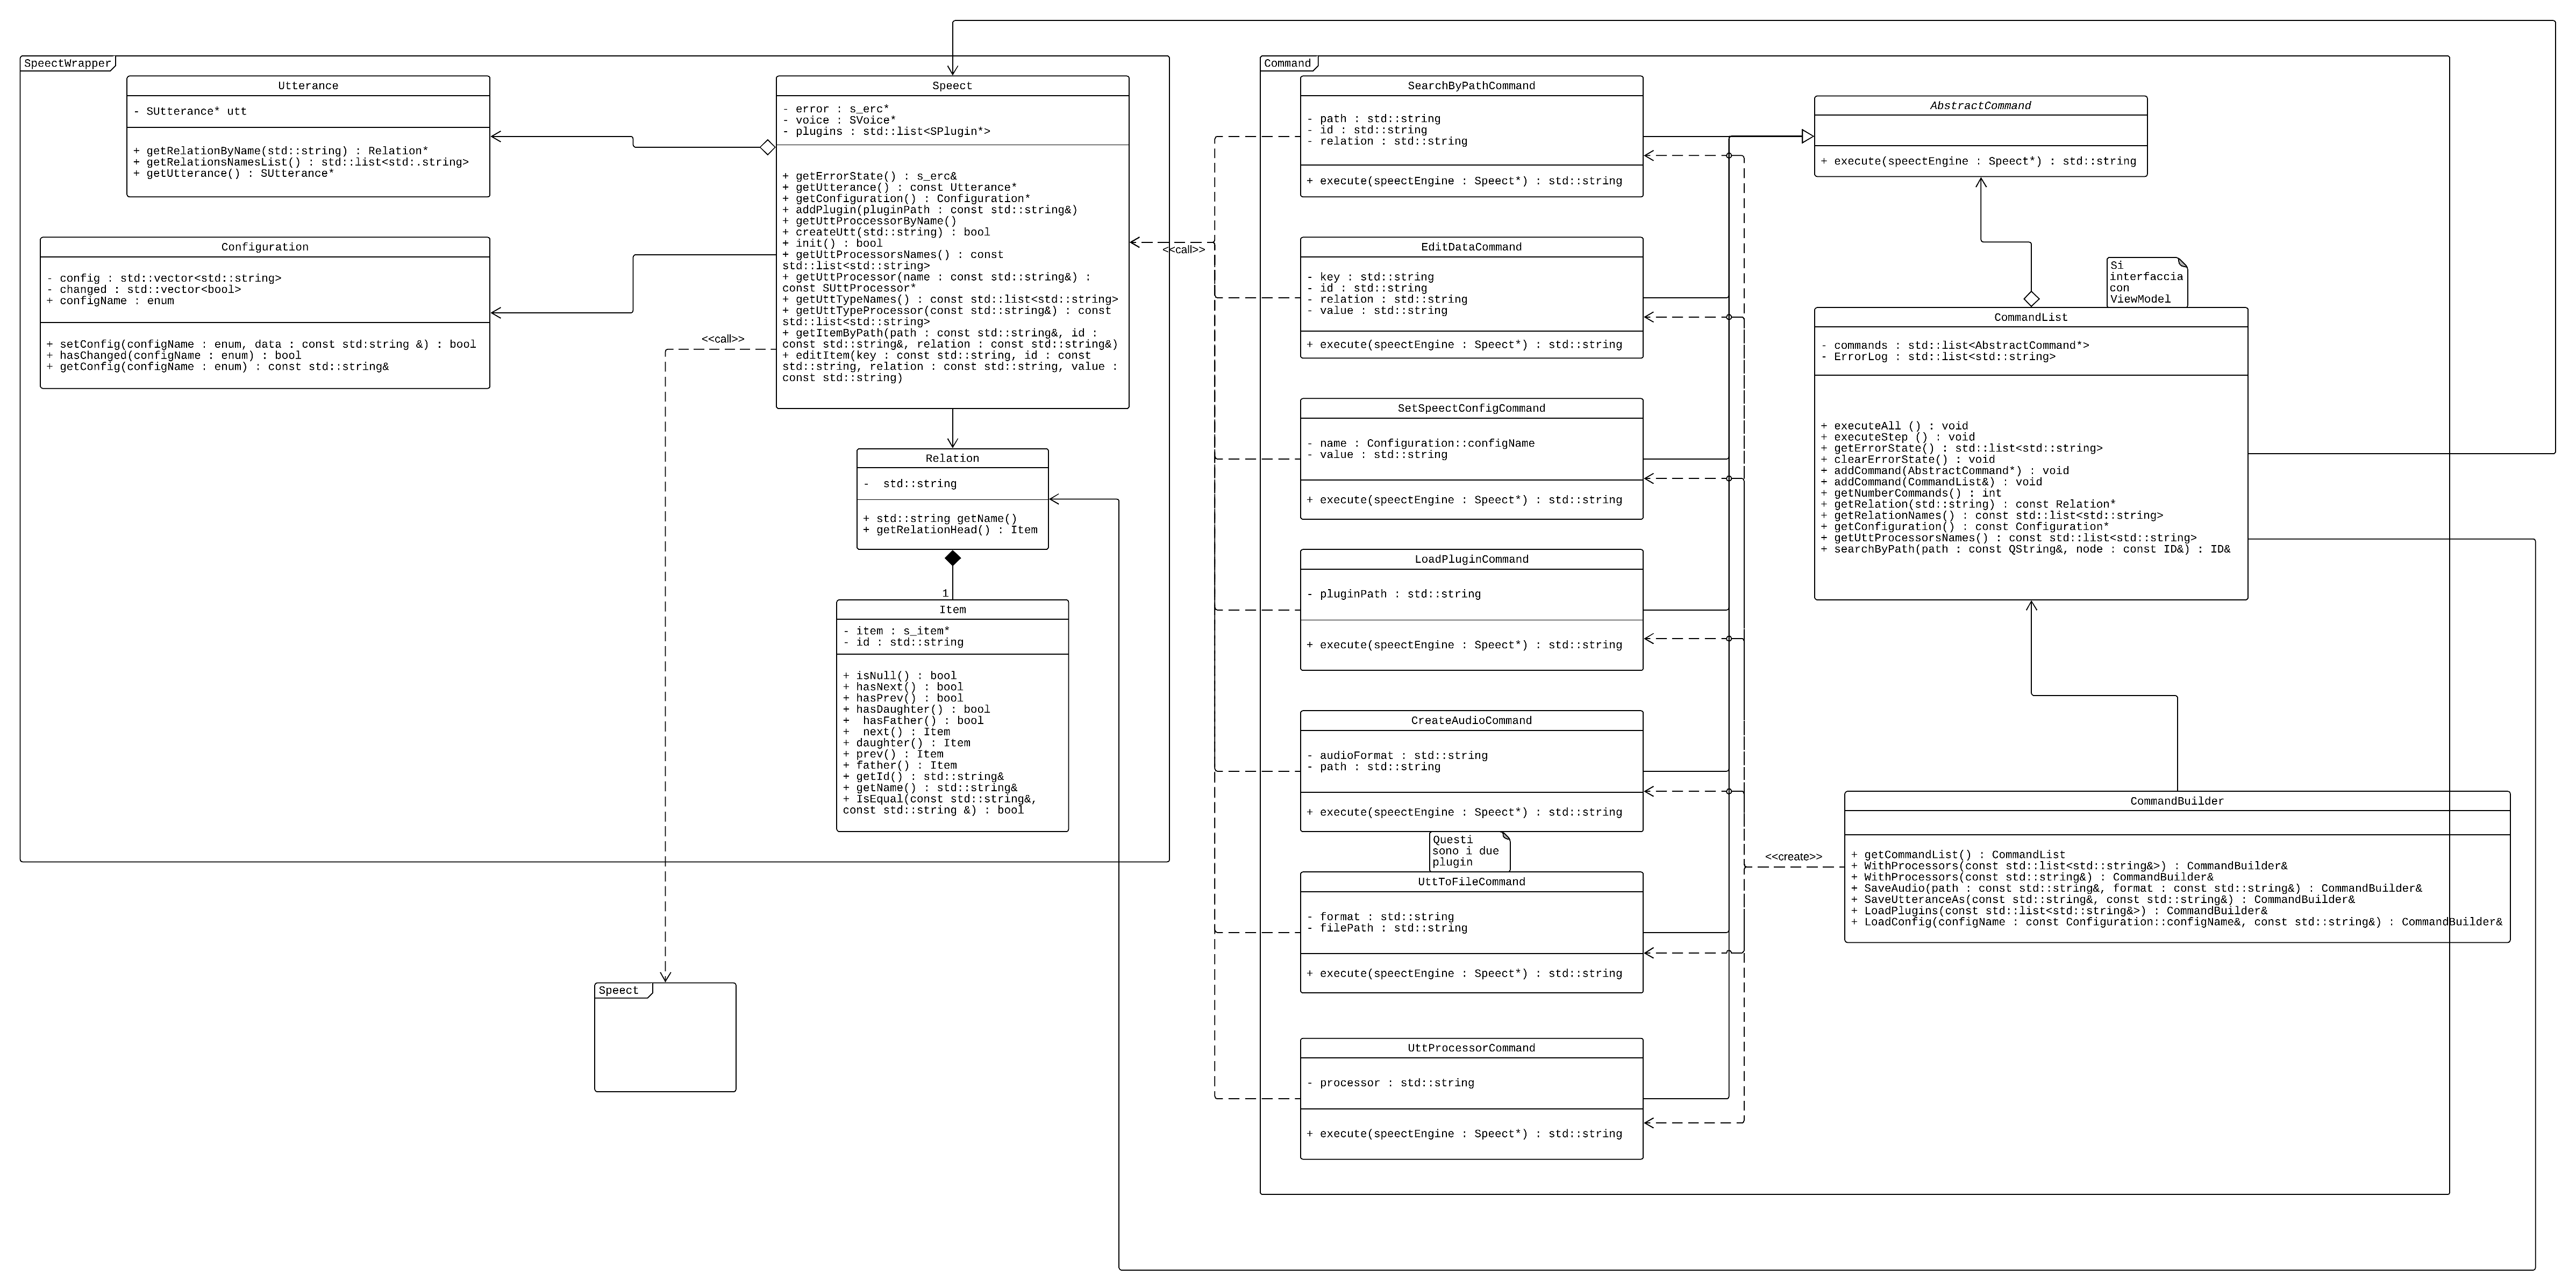 SpeectWrapper
Utterance
- SUtterance* utt
+ getRelationByName(std::string) : Relation*
+ getRelationsNamesList() : std::list<std:.string>
+ getUtterance() : SUtterance*
Configuration
- config : std::vector<std::string>
- changed : std::vector<bool>
+ configName : enum
+ setConfig(configName : enum, data : const std:string &) : bool
+ hasChanged(configName : enum) : bool
+ getConfig(configName : enum) : const std::string&
Speect
- error : s_erc*
- voice : SVoice*
- plugins : std::list<SPlugin*>
+ getErrorState() : s_erc&
+ getUtterance() : const Utterance*
+ getConfiguration() : Configuration*
+ addPlugin(pluginPath : const std::string&)
+ getUttProccessorByName()
+ createUtt(std::string) : bool
+ init() : bool
+ getUttProcessorsNames() : const
std::list<std::string>
+ getUttProcessor(name : const std::string&) :
const SUttProcessor*
+ getUttTypeNames() : const std::list<std::string>
+ getUttTypeProcessor(const std::string&) : const
std::list<std::string>
+ getItemByPath(path : const std::string&, id :
const std::string&, relation : const std::string&)
+ editItem(key : const std::string, id : const
std::string, relation : const std::string, value :
const std::string)
<<call>>
Relation
-  std::string
+ std::string getName()
+ getRelationHead() : Item
1
Item
- item : s_item*
- id : std::string
+ isNull() : bool
+ hasNext() : bool
+ hasPrev() : bool
+ hasDaughter() : bool
+  hasFather() : bool
+  next() : Item
+ daughter() : Item
+ prev() : Item
+ father() : Item
+ getId() : std::string&
+ getName() : std::string&
+ IsEqual(const std::string&,
const std::string &) : bool
Speect
<<call>>
Command
SearchByPathCommand
- path : std::string
- id : std::string
- relation : std::string
+ execute(speectEngine : Speect*) : std::string
EditDataCommand
- key : std::string
- id : std::string
- relation : std::string
- value : std::string
+ execute(speectEngine : Speect*) : std::string
SetSpeectConfigCommand
- name : Configuration::configName
- value : std::string
+ execute(speectEngine : Speect*) : std::string
LoadPluginCommand
- pluginPath : std::string
+ execute(speectEngine : Speect*) : std::string
CreateAudioCommand
- audioFormat : std::string
- path : std::string
+ execute(speectEngine : Speect*) : std::string
Questi
sono i due
plugin
UttToFileCommand
- format : std::string
- filePath : std::string
+ execute(speectEngine : Speect*) : std::string
UttProcessorCommand
- processor : std::string
+ execute(speectEngine : Speect*) : std::string
AbstractCommand
+ execute(speectEngine : Speect*) : std::string
Si
interfaccia
con
ViewModel
CommandList
- commands : std::list<AbstractCommand*>
- ErrorLog : std::list<std::string>
+ executeAll () : void
+ executeStep () : void
+ getErrorState() : std::list<std::string>
+ clearErrorState() : void
+ addCommand(AbstractCommand*) : void
+ addCommand(CommandList&) : void
+ getNumberCommands() : int
+ getRelation(std::string) : const Relation*
+ getRelationNames() : const std::list<std::string>
+ getConfiguration() : const Configuration*
+ getUttProcessorsNames() : const std::list<std::string>
+ searchByPath(path : const QString&, node : const ID&) : ID&
<<create>>
CommandBuilder
+ getCommandList() : CommandList
+ WithProcessors(const std::list<std::string&>) : CommandBuilder&
+ WithProcessors(const std::string&) : CommandBuilder&
+ SaveAudio(path : const std::string&, format : const std::string&) : CommandBuilder&
+ SaveUtteranceAs(const std::string&, const std::string&) : CommandBuilder&
+ LoadPlugins(const std::list<std::string&>) : CommandBuilder&
+ LoadConfig(configName : const Configuration::configName&, const std::string&) : CommandBuilder&